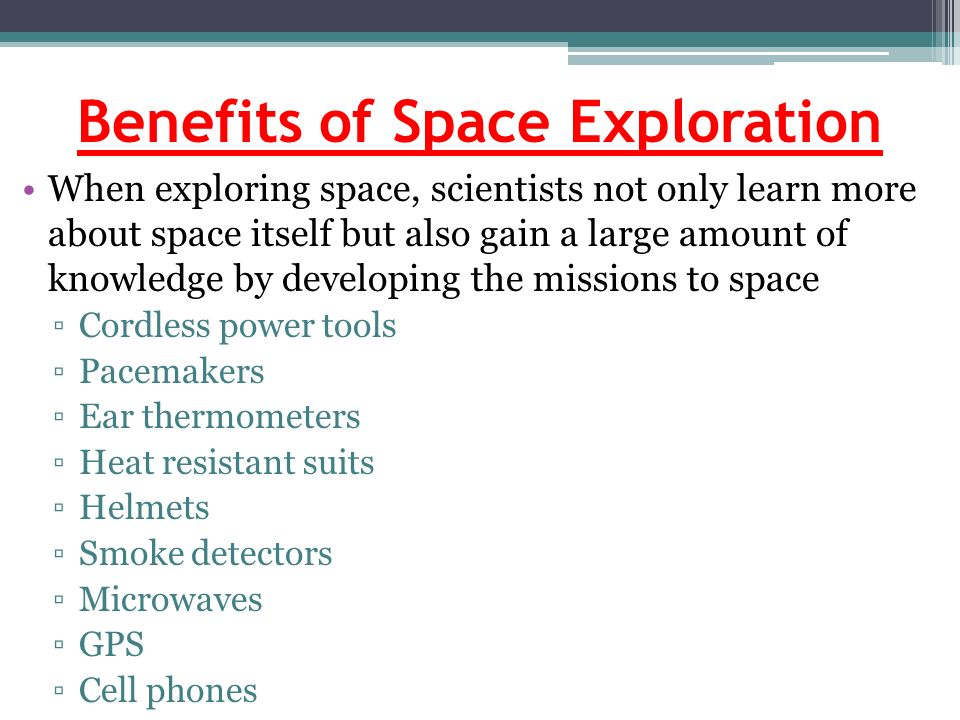 Benefits of Space Exploration
• When exploring space, scientists not only learn more
about space itself but also gain a large amount of
knowledge by developing the missions to space
▫ Cordless power tools
▫ Pacemakers
▫ Ear thermometers
▫ Heat resistant suits
▫ Helmets
▫ Smoke detectors
▫ Microwaves
▫ GPS
▫ Cell phones